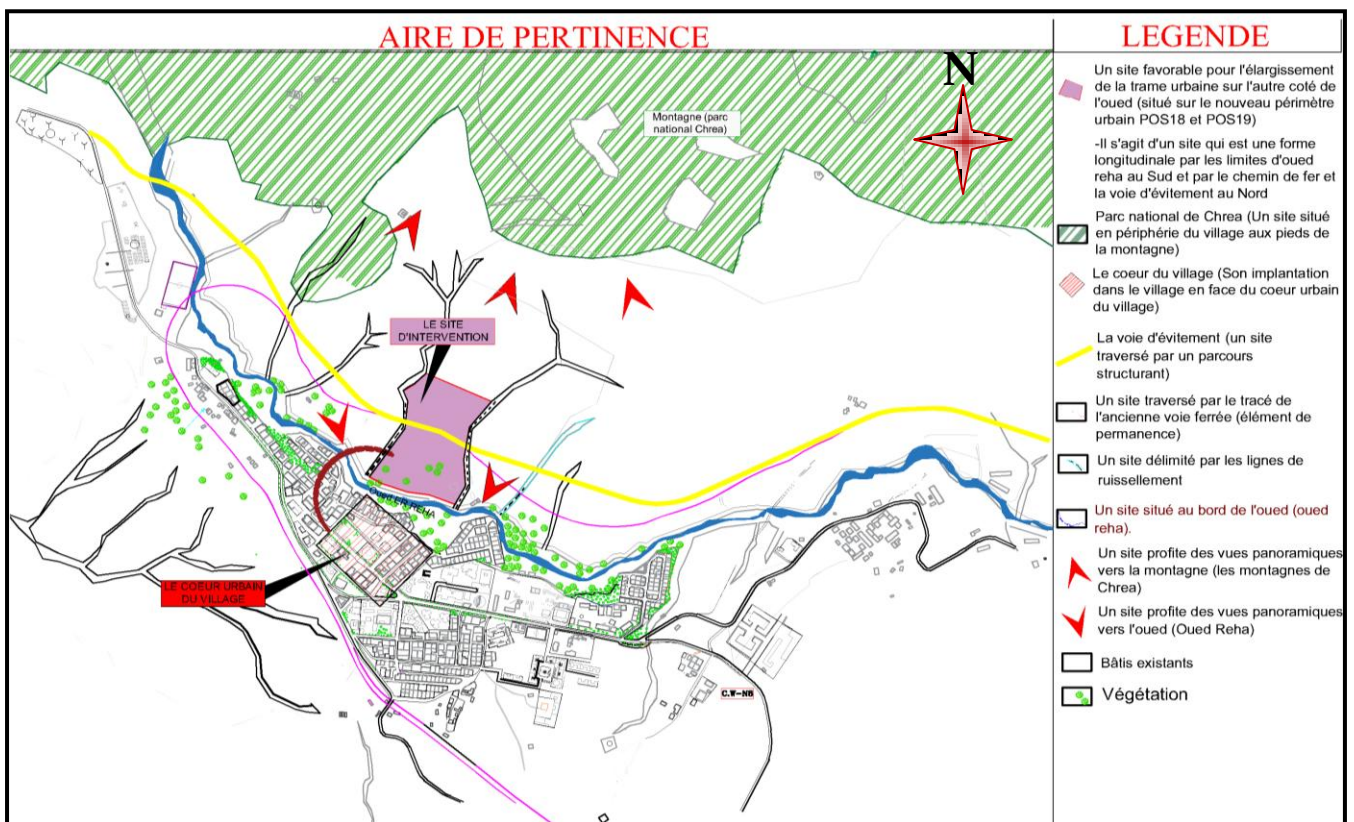 AIRE DE PERTINENCE
LEGENDE
N
Montagne (parc
national Chrea)
LE SITE
D'INTERVENTION
Oued ER REHA
LE COEUR URBAIN
DU VILLAGE
C.W-N8
Un site favorable pour l'élargissement
de la trame urbaine sur l'autre coté de
l'oued (situé sur le nouveau périmètre
urbain POS18 et POS19)
-Il s'agit d'un site qui est une forme
longitudinale par les limites d'oued
reha au Sud et par le chemin de fer et
la voie d'évitement au Nord
Parc national de Chrea (Un site situé
en périphérie du village aux pieds de
la montagne)
Le coeur du village (Son implantation
dans le village en face du coeur urbain
du village)
La voie d'évitement (un site
traversé par un parcours
structurant)
Un site traversé par le tracé de
l'ancienne voie ferrée (élément de
permanence)
Un site délimité par les lignes de
ruissellement
Un site situé au bord de l'oued (oued
reha).
Un site profite des vues panoramiques
vers la montagne (les montagnes de
Chrea)
Un site profite des vues panoramiques
vers l'oued (Oued Reha)
Bâtis existants
Végétation